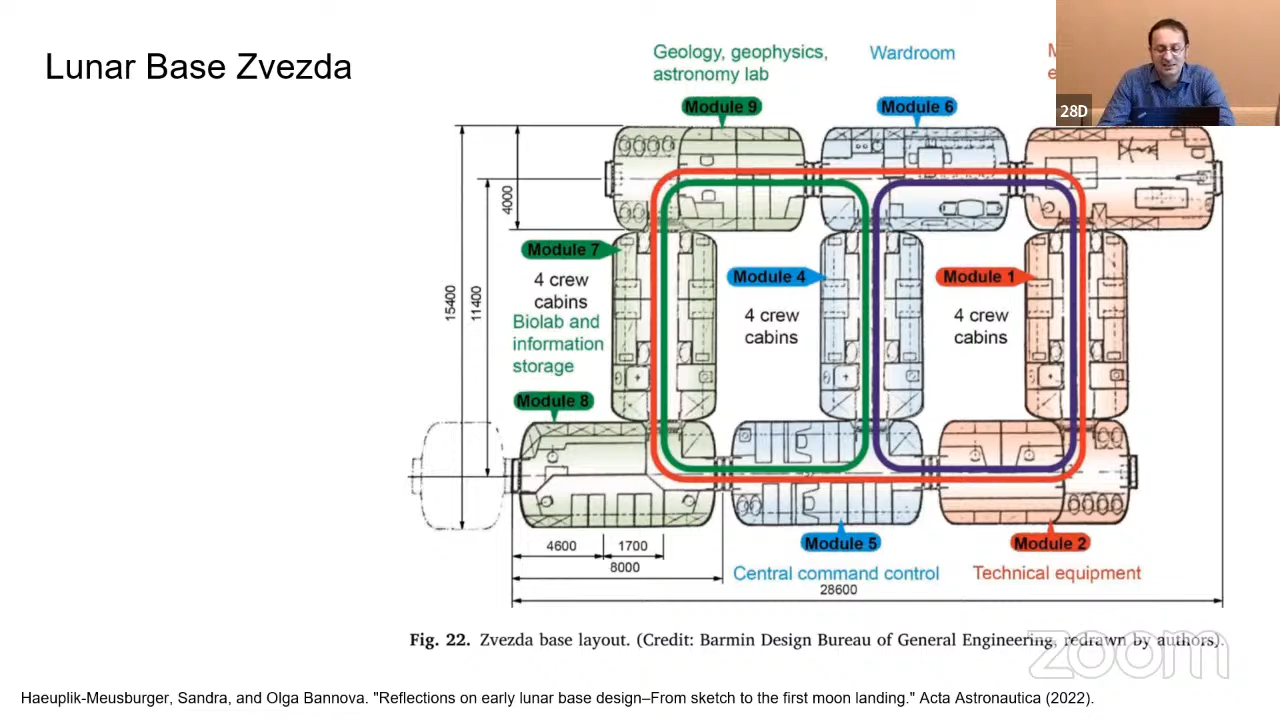 Lunar Base Zvezda
Geology, geophysics,
astronomy lab
Wardroom
28D
Module 9
Module 6
4000
15400
11400
Module 7
4 crew
cabins
Biolab and
information
storage
Module 4
4 crew
cabins
Module 1
4 crew
cabins
Module 8
4600
1700
8000
Module 5
Central command control
Module 2
Technical equipment
28600
Fig. 22. Zvezda base layout. (Credit: Barmin Design Bureau of General Engineering, redrawn by authors).
zoom
Haeuplik-Meusburger, Sandra, and Olga Bannova. "Reflections on early lunar base design–From sketch to the first moon landing." Acta Astronautica (2022).